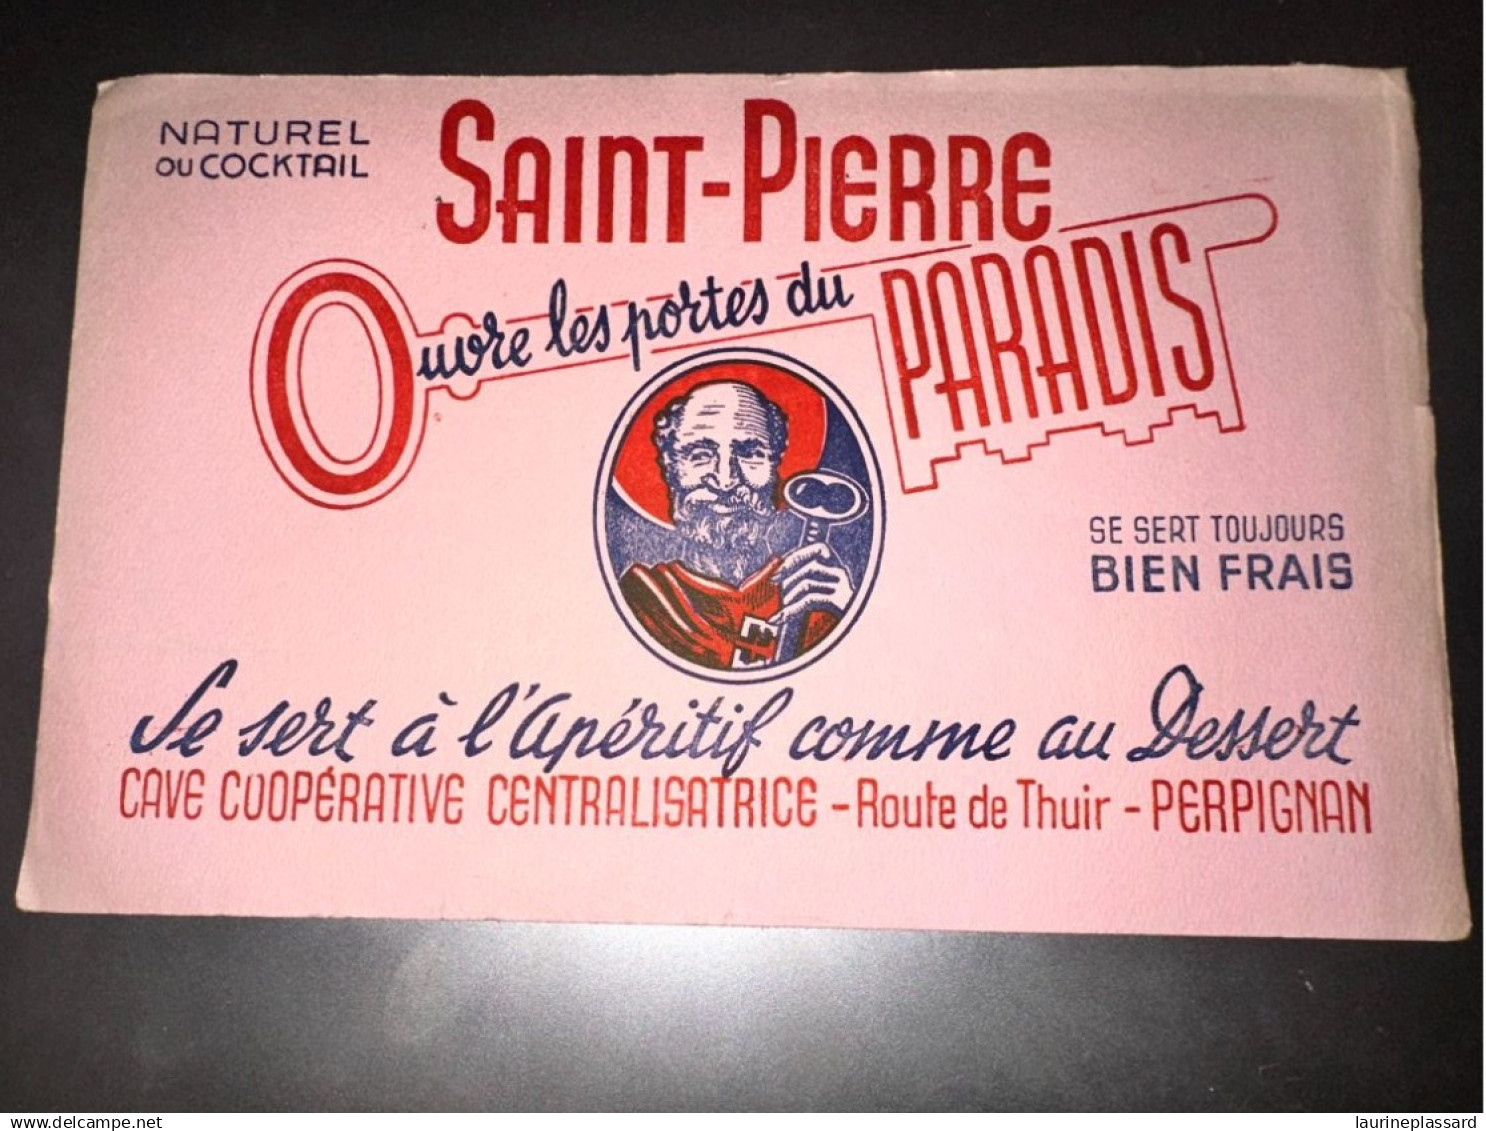 NATUREL
OU COCKTAIL
SAINT-PIERRE
Ouvre les portes du PARADIS
SE SERT TOUJOURS
BIEN FRAIS
Se sert à l'Apéritif comme au Dessert
CAVE COOPÉRATIVE CENTRALISATRICE - Route de Thuir - PERPIGNAN
delcampe.net
laurineplassard